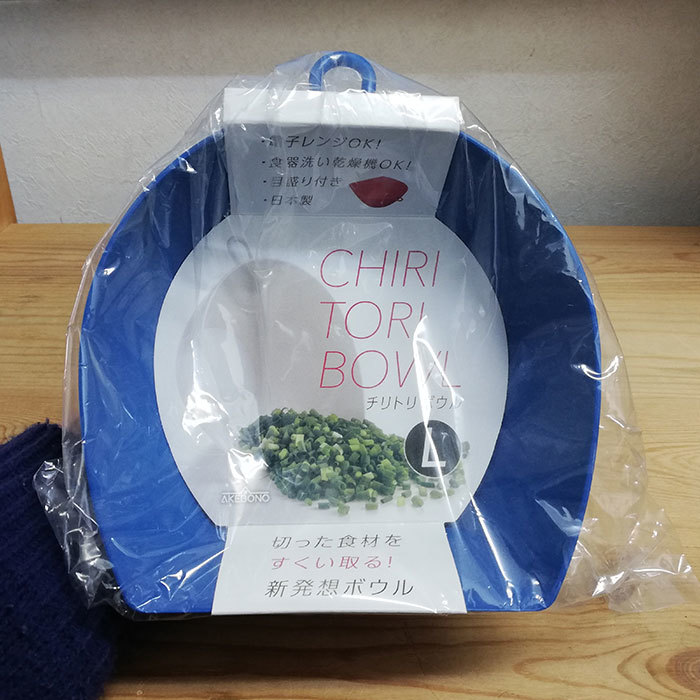 ・電子レンジOK!
・食器洗い乾燥機OK!
・目盛り付き
・日本製
CHIRI
TORI
BOWL
チリトリボウル
L
AKEBONO
切った食材を
すくい取る!
新発想ボウル